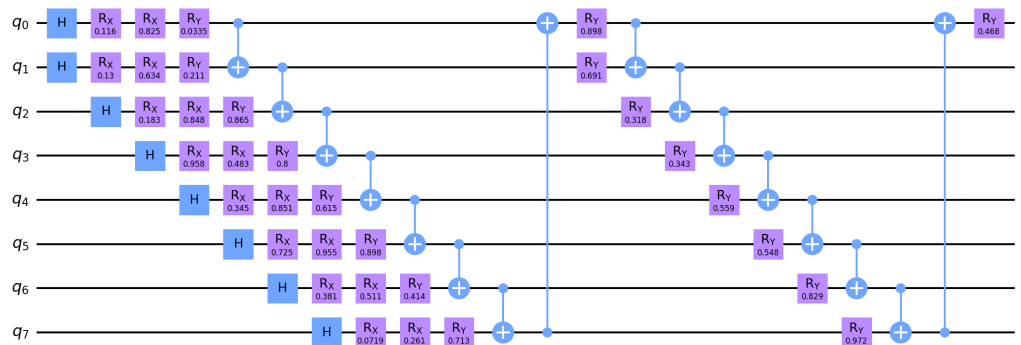 q0 H RX 0.116 RX 0.825 RY 0.0335 RY 0.898 RY 0.468
q1 H RX 0.13 RX 0.634 RY 0.211 RY 0.691
q2 H RX 0.183 RX 0.848 RY 0.865 RY 0.318
q3 H RX 0.958 RX 0.483 RY 0.8 RY 0.343
q4 H RX 0.345 RX 0.851 RY 0.615 RY 0.559
q5 H RX 0.725 RX 0.955 RY 0.898 RY 0.548
q6 H RX 0.381 RX 0.511 RY 0.414 RY 0.829
q7 H RX 0.0719 RX 0.261 RY 0.713 RY 0.972